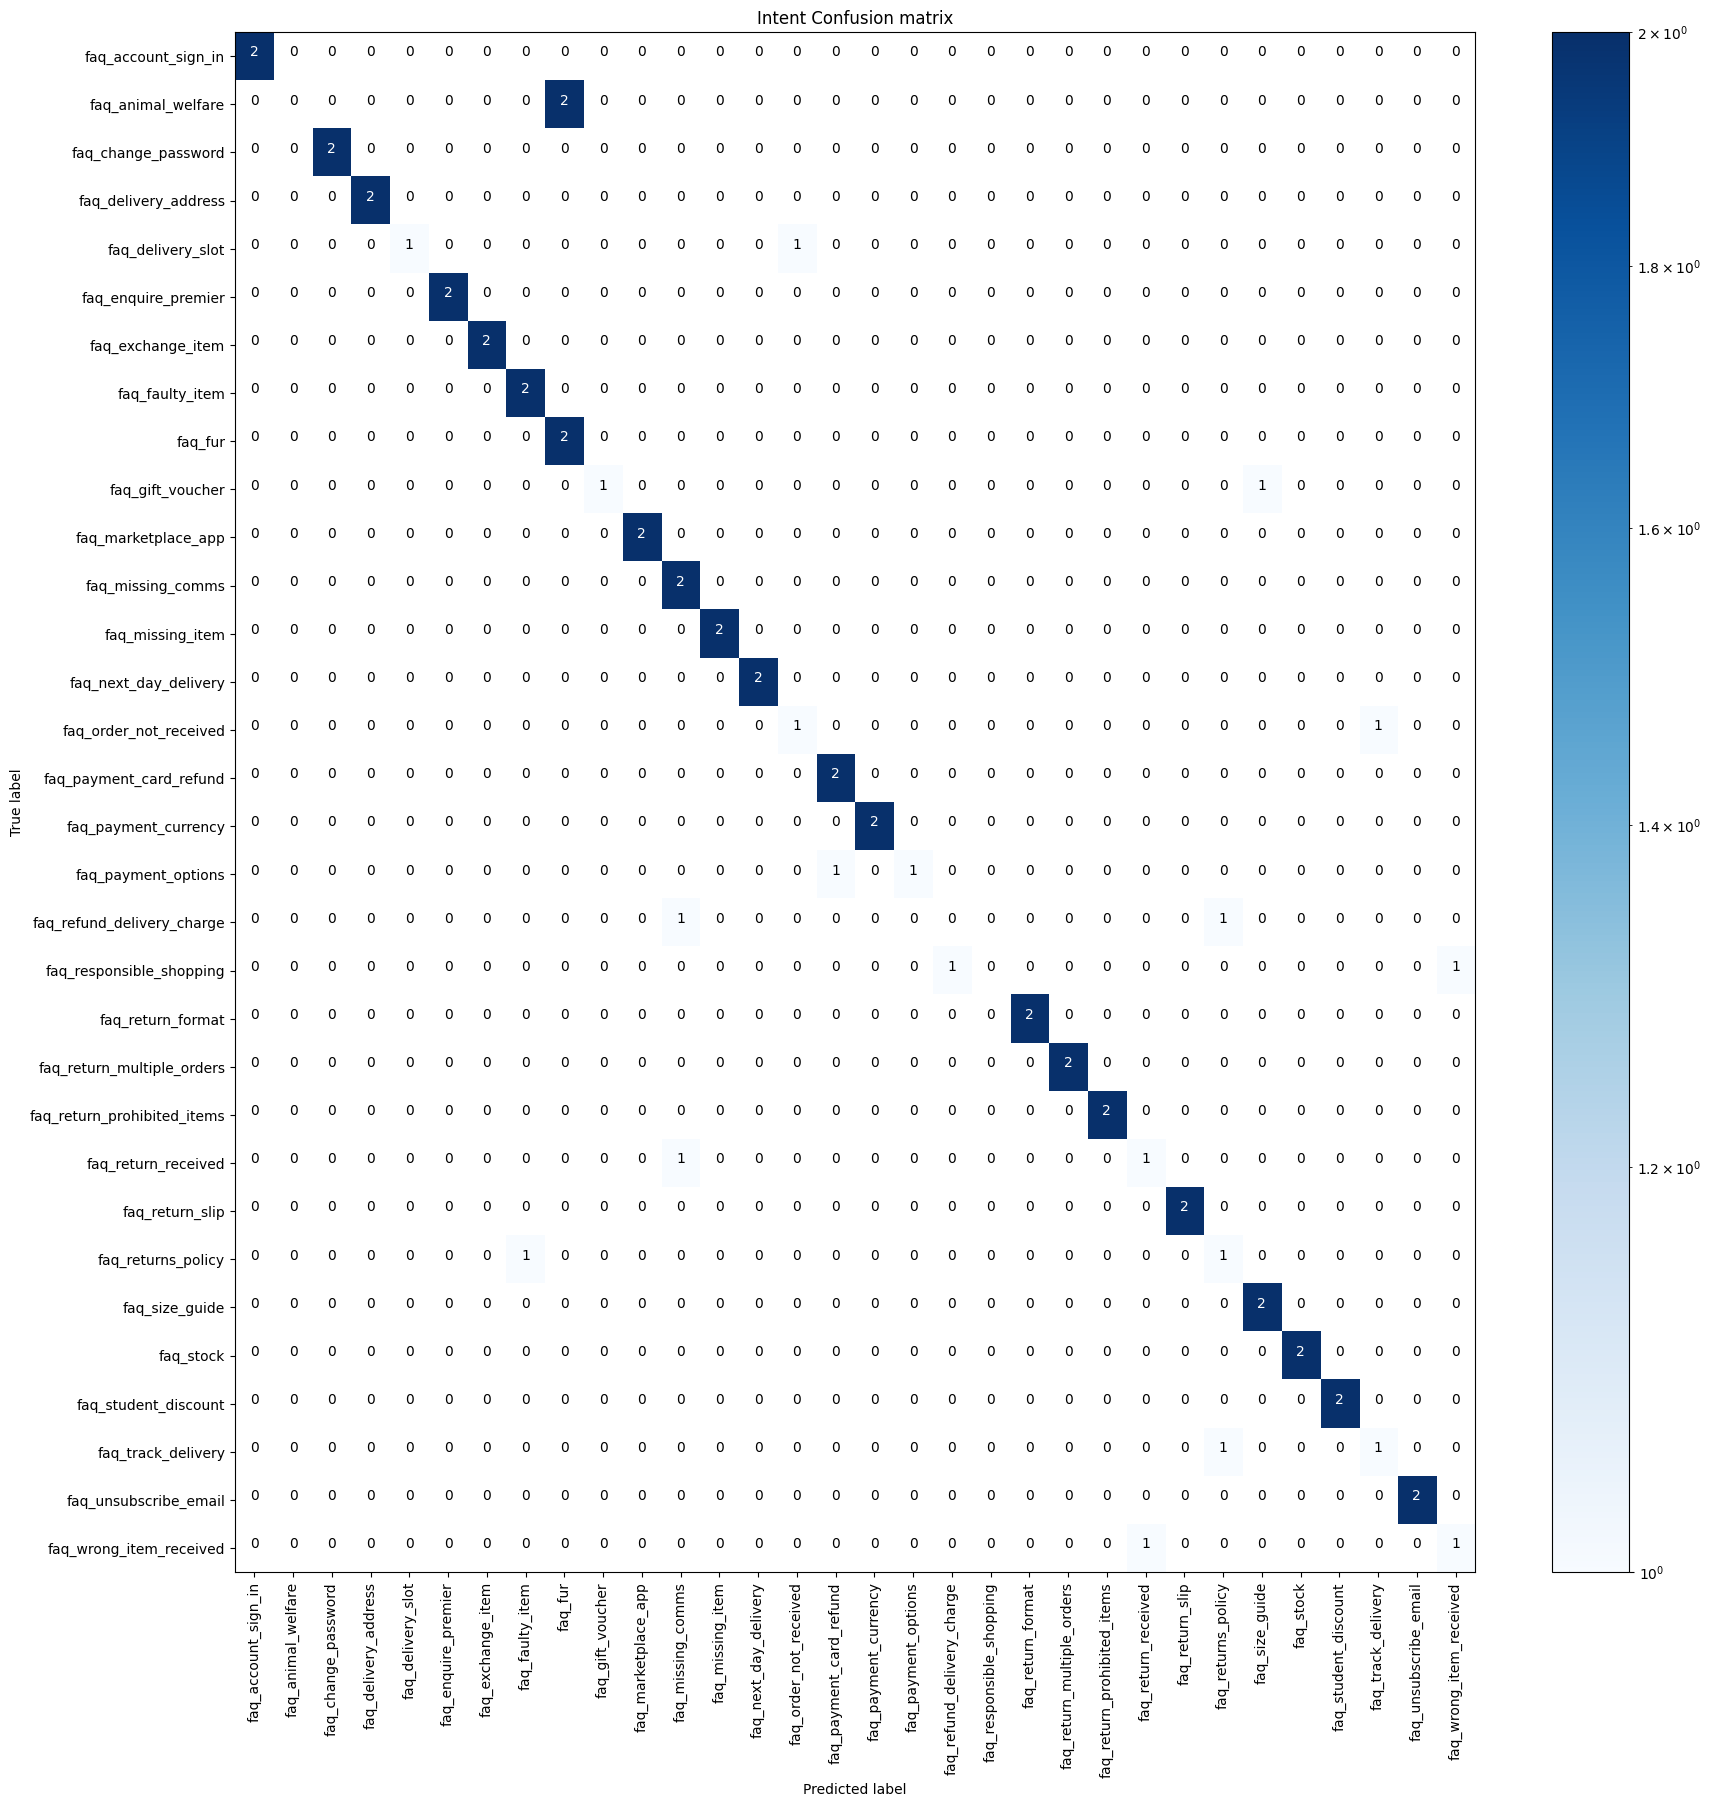 Intent Confusion matrix
faq_account_sign_in 2 0 0 0 0 0 0 0 0 0 0 0 0 0 0 0 0 0 0 0 0 0 0 0 0 0 0 0 0 0 0 0
faq_animal_welfare 0 0 0 0 0 0 0 0 2 0 0 0 0 0 0 0 0 0 0 0 0 0 0 0 0 0 0 0 0 0 0 0
faq_change_password 0 0 2 0 0 0 0 0 0 0 0 0 0 0 0 0 0 0 0 0 0 0 0 0 0 0 0 0 0 0 0 0
faq_delivery_address 0 0 0 2 0 0 0 0 0 0 0 0 0 0 0 0 0 0 0 0 0 0 0 0 0 0 0 0 0 0 0 0
faq_delivery_slot 0 0 0 0 1 0 0 0 0 0 0 0 0 0 1 0 0 0 0 0 0 0 0 0 0 0 0 0 0 0 0 0
faq_enquire_premier 0 0 0 0 0 2 0 0 0 0 0 0 0 0 0 0 0 0 0 0 0 0 0 0 0 0 0 0 0 0 0 0
faq_exchange_item 0 0 0 0 0 0 2 0 0 0 0 0 0 0 0 0 0 0 0 0 0 0 0 0 0 0 0 0 0 0 0 0
faq_faulty_item 0 0 0 0 0 0 0 2 0 0 0 0 0 0 0 0 0 0 0 0 0 0 0 0 0 0 0 0 0 0 0 0
faq_fur 0 0 0 0 0 0 0 0 2 0 0 0 0 0 0 0 0 0 0 0 0 0 0 0 0 0 0 0 0 0 0 0
faq_gift_voucher 0 0 0 0 0 0 0 0 0 1 0 0 0 0 0 0 0 0 0 0 0 0 0 0 0 0 1 0 0 0 0 0
faq_marketplace_app 0 0 0 0 0 0 0 0 0 0 2 0 0 0 0 0 0 0 0 0 0 0 0 0 0 0 0 0 0 0 0 0
faq_missing_comms 0 0 0 0 0 0 0 0 0 0 0 2 0 0 0 0 0 0 0 0 0 0 0 0 0 0 0 0 0 0 0 0
faq_missing_item 0 0 0 0 0 0 0 0 0 0 0 0 2 0 0 0 0 0 0 0 0 0 0 0 0 0 0 0 0 0 0 0
faq_next_day_delivery 0 0 0 0 0 0 0 0 0 0 0 0 0 2 0 0 0 0 0 0 0 0 0 0 0 0 0 0 0 0 0 0
faq_order_not_received 0 0 0 0 0 0 0 0 0 0 0 0 0 0 1 0 0 0 0 0 0 0 0 0 0 0 0 0 0 1 0 0
faq_payment_card_refund 0 0 0 0 0 0 0 0 0 0 0 0 0 0 0 2 0 0 0 0 0 0 0 0 0 0 0 0 0 0 0 0
faq_payment_currency 0 0 0 0 0 0 0 0 0 0 0 0 0 0 0 0 2 0 0 0 0 0 0 0 0 0 0 0 0 0 0 0
faq_payment_options 0 0 0 0 0 0 0 0 0 0 0 0 0 0 0 1 0 1 0 0 0 0 0 0 0 0 0 0 0 0 0 0
faq_refund_delivery_charge 0 0 0 0 0 0 0 0 0 0 0 1 0 0 0 0 0 0 0 0 0 0 0 0 0 1 0 0 0 0 0 0
faq_responsible_shopping 0 0 0 0 0 0 0 0 0 0 0 0 0 0 0 0 0 0 1 0 0 0 0 0 0 0 0 0 0 0 0 1
faq_return_format 0 0 0 0 0 0 0 0 0 0 0 0 0 0 0 0 0 0 0 0 2 0 0 0 0 0 0 0 0 0 0 0
faq_return_multiple_orders 0 0 0 0 0 0 0 0 0 0 0 0 0 0 0 0 0 0 0 0 0 2 0 0 0 0 0 0 0 0 0 0
faq_return_prohibited_items 0 0 0 0 0 0 0 0 0 0 0 0 0 0 0 0 0 0 0 0 0 0 2 0 0 0 0 0 0 0 0 0
faq_return_received 0 0 0 0 0 0 0 0 0 0 0 1 0 0 0 0 0 0 0 0 0 0 0 1 0 0 0 0 0 0 0 0
faq_return_slip 0 0 0 0 0 0 0 0 0 0 0 0 0 0 0 0 0 0 0 0 0 0 0 0 2 0 0 0 0 0 0 0
faq_returns_policy 0 0 0 0 0 0 0 1 0 0 0 0 0 0 0 0 0 0 0 0 0 0 0 0 0 1 0 0 0 0 0 0
faq_size_guide 0 0 0 0 0 0 0 0 0 0 0 0 0 0 0 0 0 0 0 0 0 0 0 0 0 0 2 0 0 0 0 0
faq_stock 0 0 0 0 0 0 0 0 0 0 0 0 0 0 0 0 0 0 0 0 0 0 0 0 0 0 0 2 0 0 0 0
faq_student_discount 0 0 0 0 0 0 0 0 0 0 0 0 0 0 0 0 0 0 0 0 0 0 0 0 0 0 0 0 2 0 0 0
faq_track_delivery 0 0 0 0 0 0 0 0 0 0 0 0 0 0 0 0 0 0 0 0 0 0 0 0 0 1 0 0 0 1 0 0
faq_unsubscribe_email 0 0 0 0 0 0 0 0 0 0 0 0 0 0 0 0 0 0 0 0 0 0 0 0 0 0 0 0 0 0 2 0
faq_wrong_item_received 0 0 0 0 0 0 0 0 0 0 0 0 0 0 0 0 0 0 0 0 0 0 0 1 0 0 0 0 0 0 0 1
True label
faq_account_sign_in
faq_animal_welfare
faq_change_password
faq_delivery_address
faq_delivery_slot
faq_enquire_premier
faq_exchange_item
faq_faulty_item
faq_fur
faq_gift_voucher
faq_marketplace_app
faq_missing_comms
faq_missing_item
faq_next_day_delivery
faq_order_not_received
faq_payment_card_refund
faq_payment_currency
faq_payment_options
faq_refund_delivery_charge
faq_responsible_shopping
faq_return_format
faq_return_multiple_orders
faq_return_prohibited_items
faq_return_received
faq_return_slip
faq_returns_policy
faq_size_guide
faq_stock
faq_student_discount
faq_track_delivery
faq_unsubscribe_email
faq_wrong_item_received
Predicted label
2 × 10⁰
1.8 × 10⁰
1.6 × 10⁰
1.4 × 10⁰
1.2 × 10⁰
10⁰